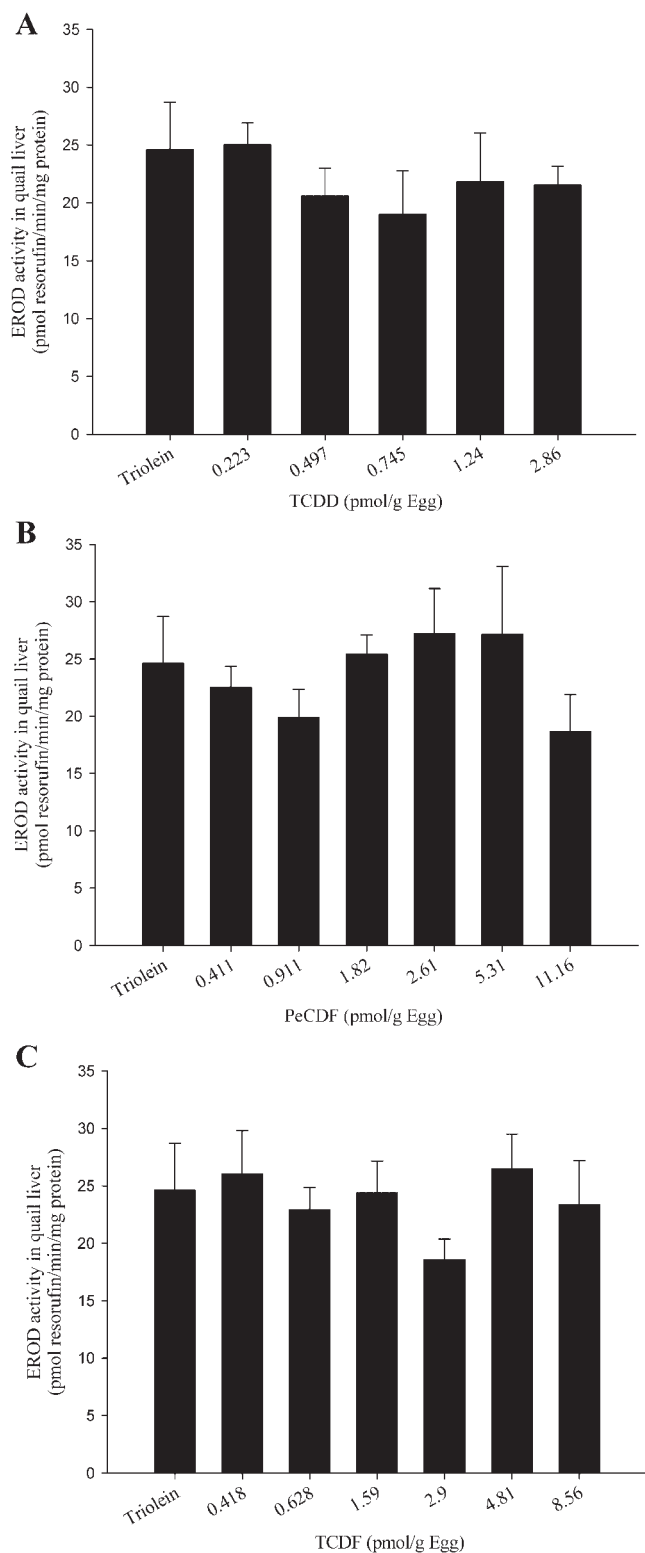 A
35
30
25
20
15
10
5
0
EROD activity in quail liver
(pmol resorufin/min/mg protein)
Triolein 0.223 0.497 0.745 1.24 2.86
TCDD (pmol/g Egg)
B
35
30
25
20
15
10
5
0
EROD activity in quail liver
(pmol resorufin/min/mg protein)
Triolein 0.411 0.911 1.82 2.61 5.31 11.16
PeCDF (pmol/g Egg)
C
35
30
25
20
15
10
5
0
EROD activity in quail liver
(pmol resorufin/min/mg protein)
Triolein 0.418 0.628 1.59 2.9 4.81 8.56
TCDF (pmol/g Egg)